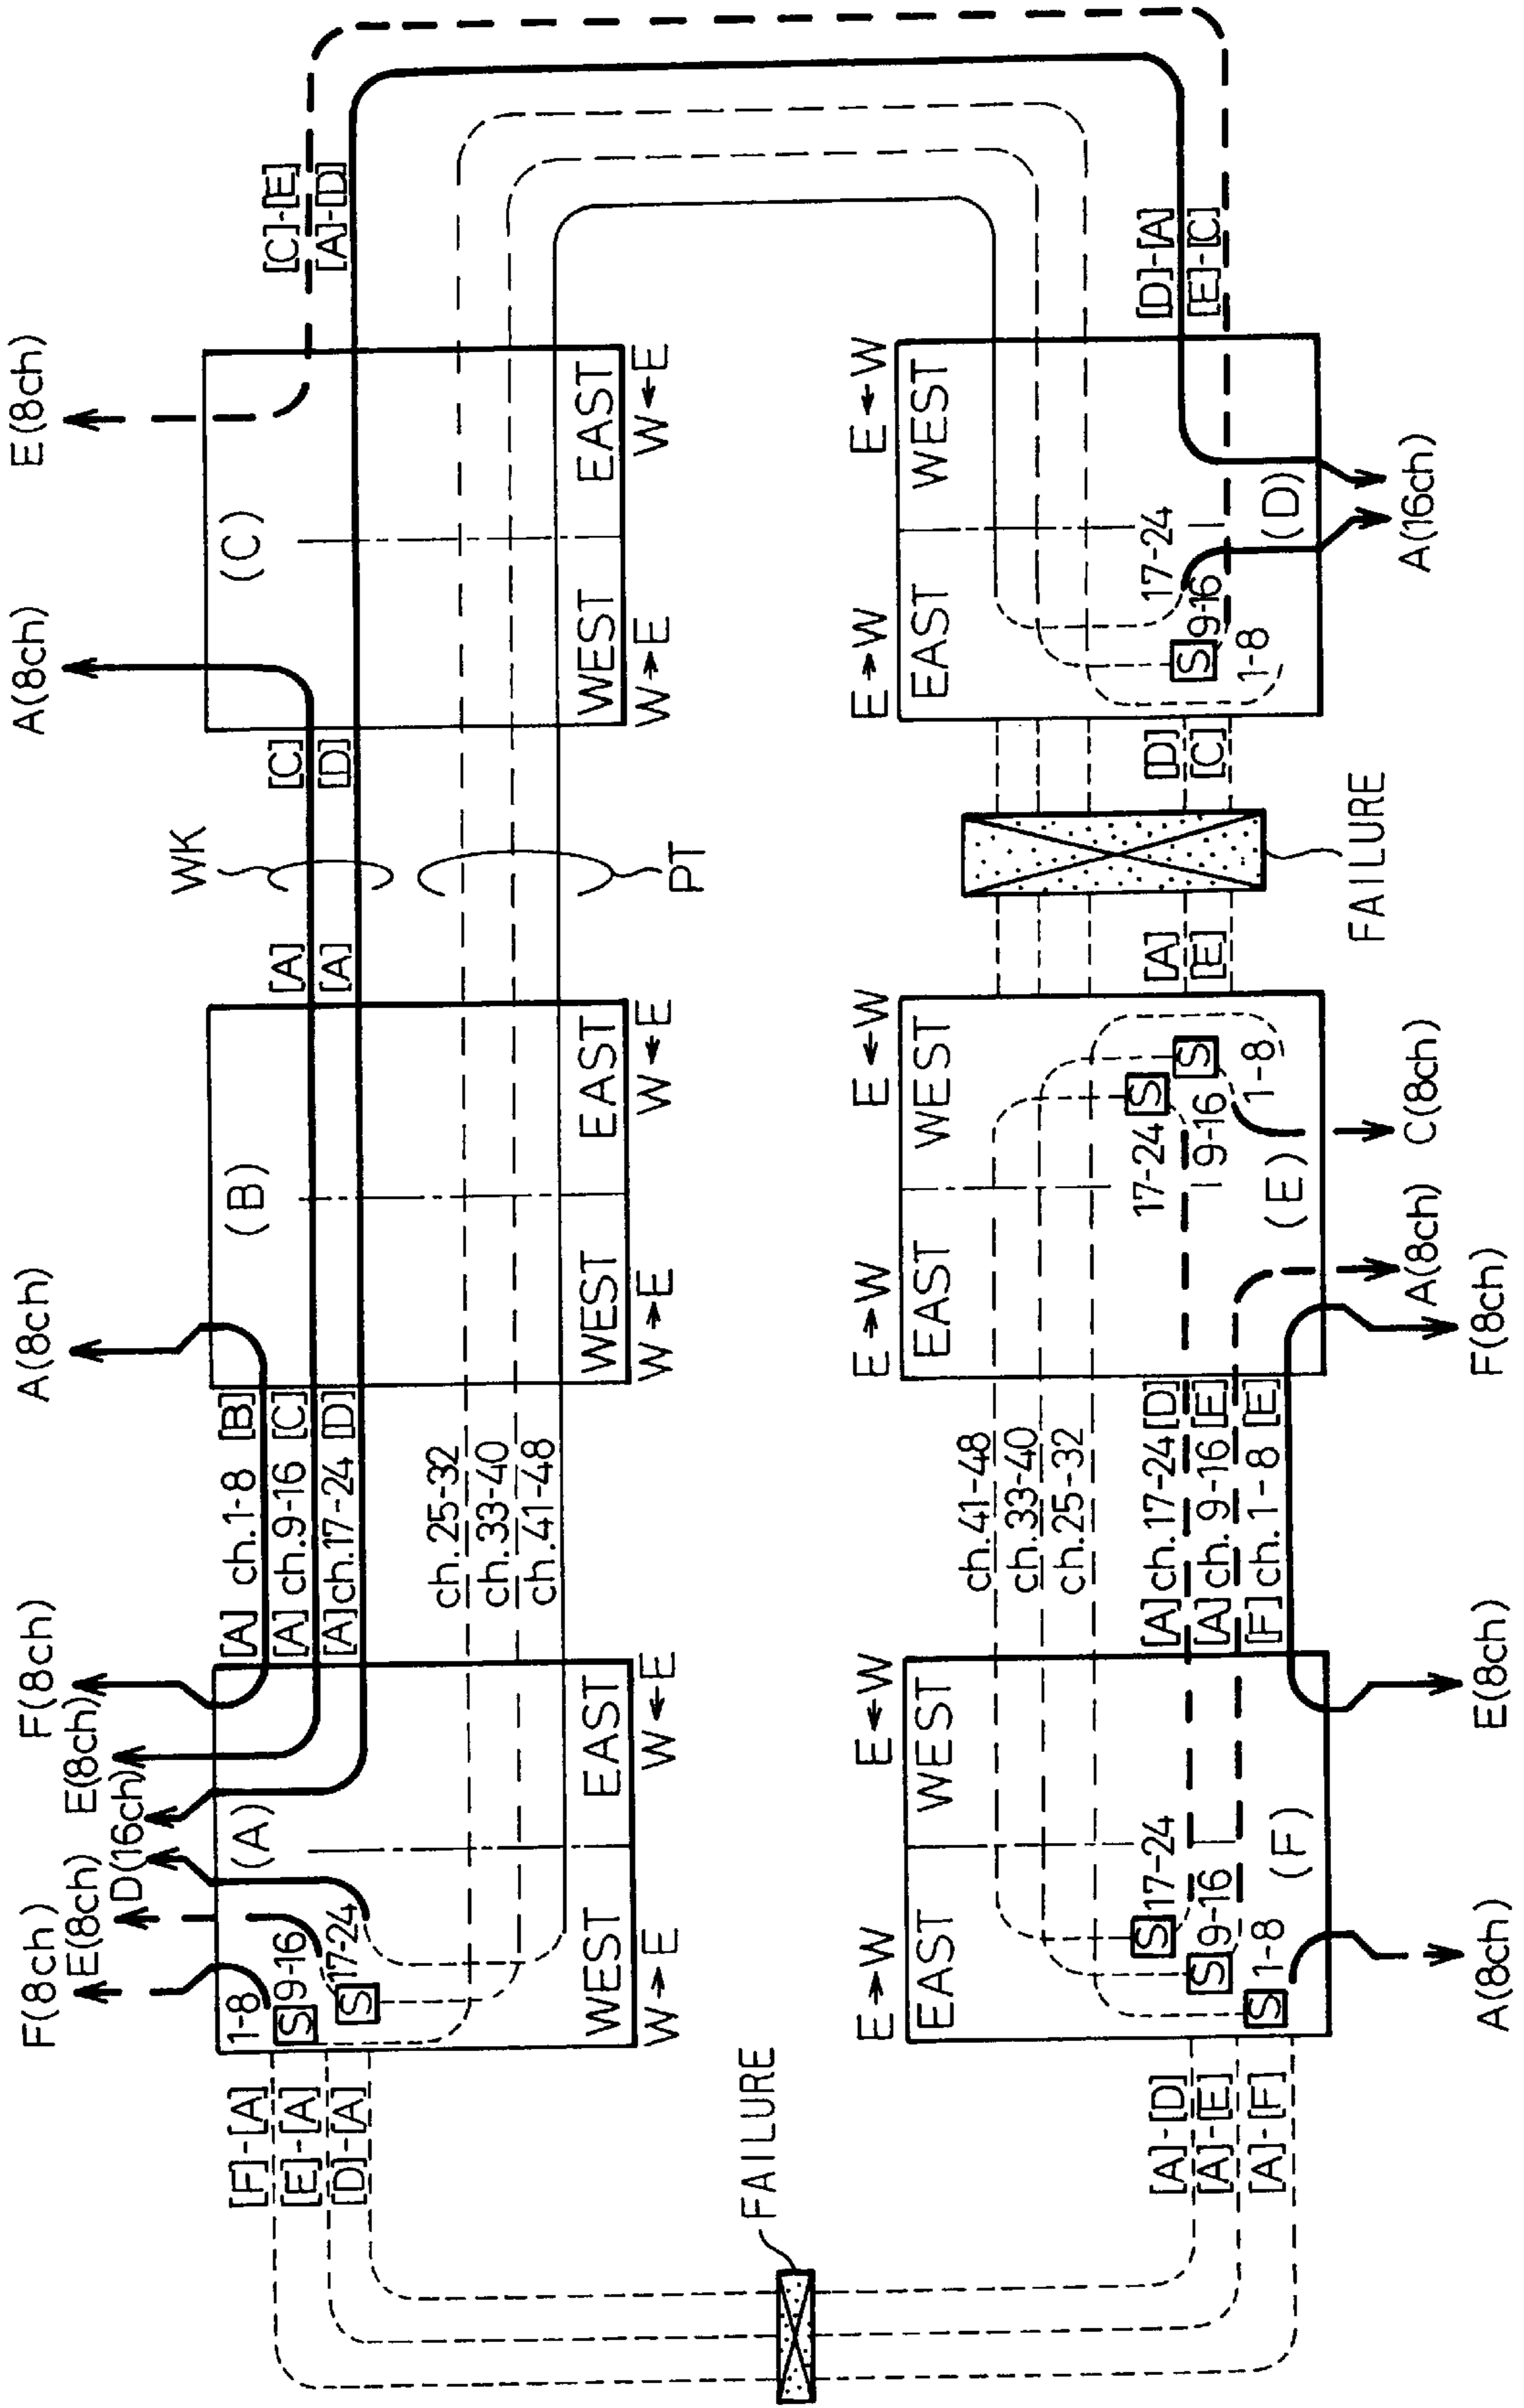 F(8ch)
E(8ch)
D(16ch)
E(8ch)
F(8ch)
A(8ch)
A(8ch)
E(8ch)
[F]-[A]
[E]-[A]
[D]-[A]
1-8
9-16
17-24
S
S
(A)
WEST
EAST
W→E
W←E
[A] ch.1-8 [B]
[A] ch.9-16 [C]
[A] ch.17-24 [D]
ch.25-32
ch.33-40
ch.41-48
(B)
WEST
EAST
W→E
W←E
[A]
[A]
WK
PT
[C]
[D]
(C)
WEST
EAST
W→E
W←E
[C]-[E]
[A]-[D]
FAILURE
E→W
E←W
EAST
WEST
S
S
S
17-24
9-16
1-8
(F)
[A]-[D]
[A]-[E]
[A]-[F]
ch.41-48
ch.33-40
ch.25-32
[A] ch.17-24 [D]
[A] ch.9-16 [E]
[F] ch.1-8 [E]
E→W
E←W
EAST
WEST
S
S
17-24
9-16
1-8
(E)
[A]
[E]
FAILURE
[D]
[C]
E→W
E←W
EAST
WEST
S
17-24
9-16
1-8
(D)
[D]-[A]
[E]-[C]
A(8ch)
E(8ch)
F(8ch)
A(8ch)
C(8ch)
A(16ch)